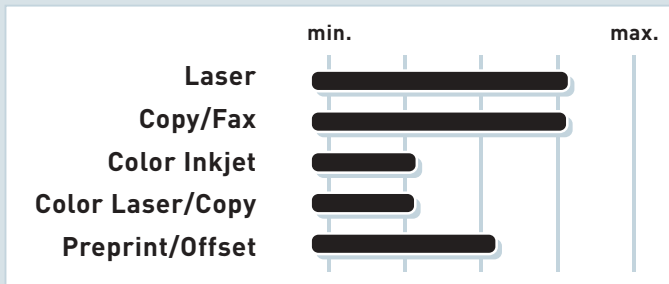 min. max.
Laser
Copy/Fax
Color Inkjet
Color Laser/Copy
Preprint/Offset